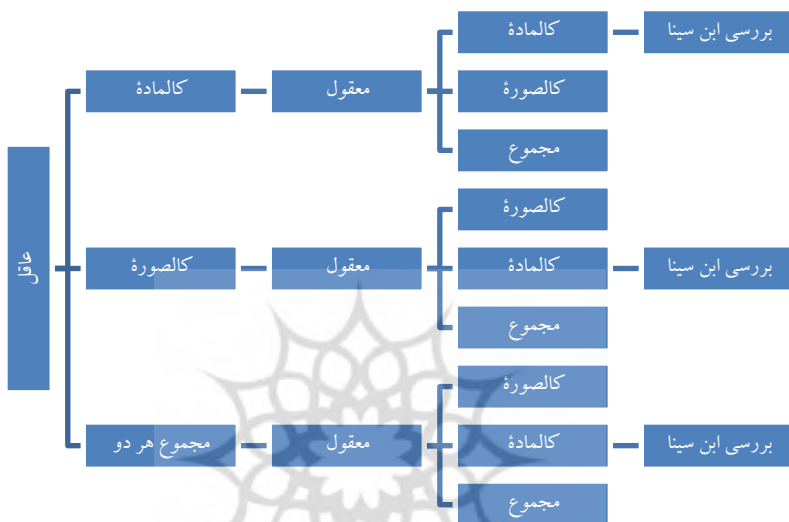 عاقل
کالمادة
معقول
کالمادة
بررسی ابن سینا
کالصورة
مجموع
کالصورة
معقول
کالصورة
کالمادة
بررسی ابن سینا
مجموع
مجموع هر دو
معقول
کالصورة
کالمادة
بررسی ابن سینا
مجموع